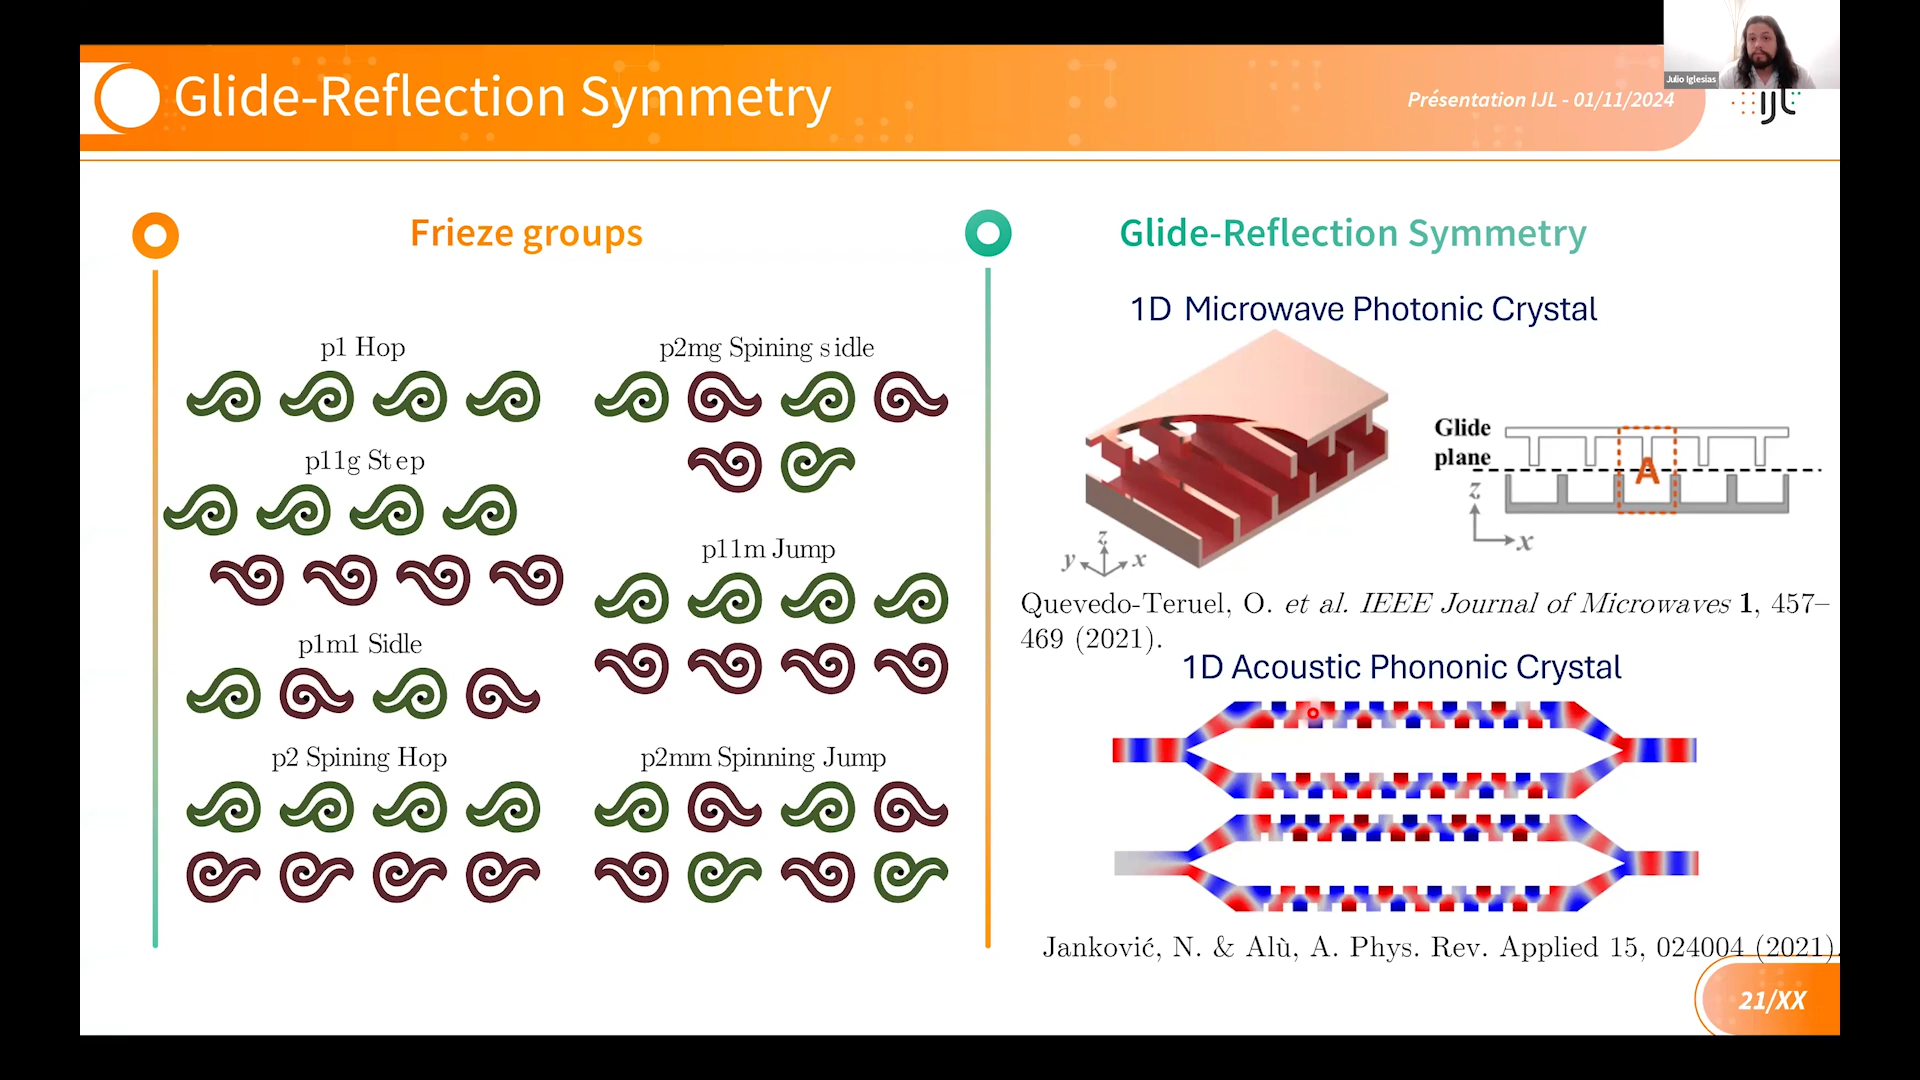 Julio Iglesias
Glide-Reflection Symmetry
Présentation IJL - 01/11/2024
ijl
Frieze groups
p1 Hop
p11g Step
p1m1 Sidle
p2 Spining Hop
p2mg Spining sidle
p11m Jump
p2mm Spinning Jump
Glide-Reflection Symmetry
1D Microwave Photonic Crystal
z
y
x
Glide
plane
A
z
x
Quevedo-Teruel, O. et al. IEEE Journal of Microwaves 1, 457–
469 (2021).
1D Acoustic Phononic Crystal
Janković, N. & Alù, A. Phys. Rev. Applied 15, 024004 (2021).
21/XX